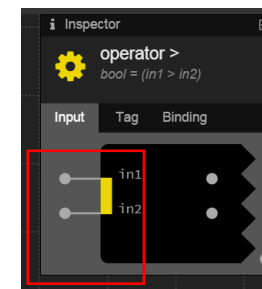 i Inspector
operator >
bool = (in1 > in2)
Input Tag Binding
in1
in2